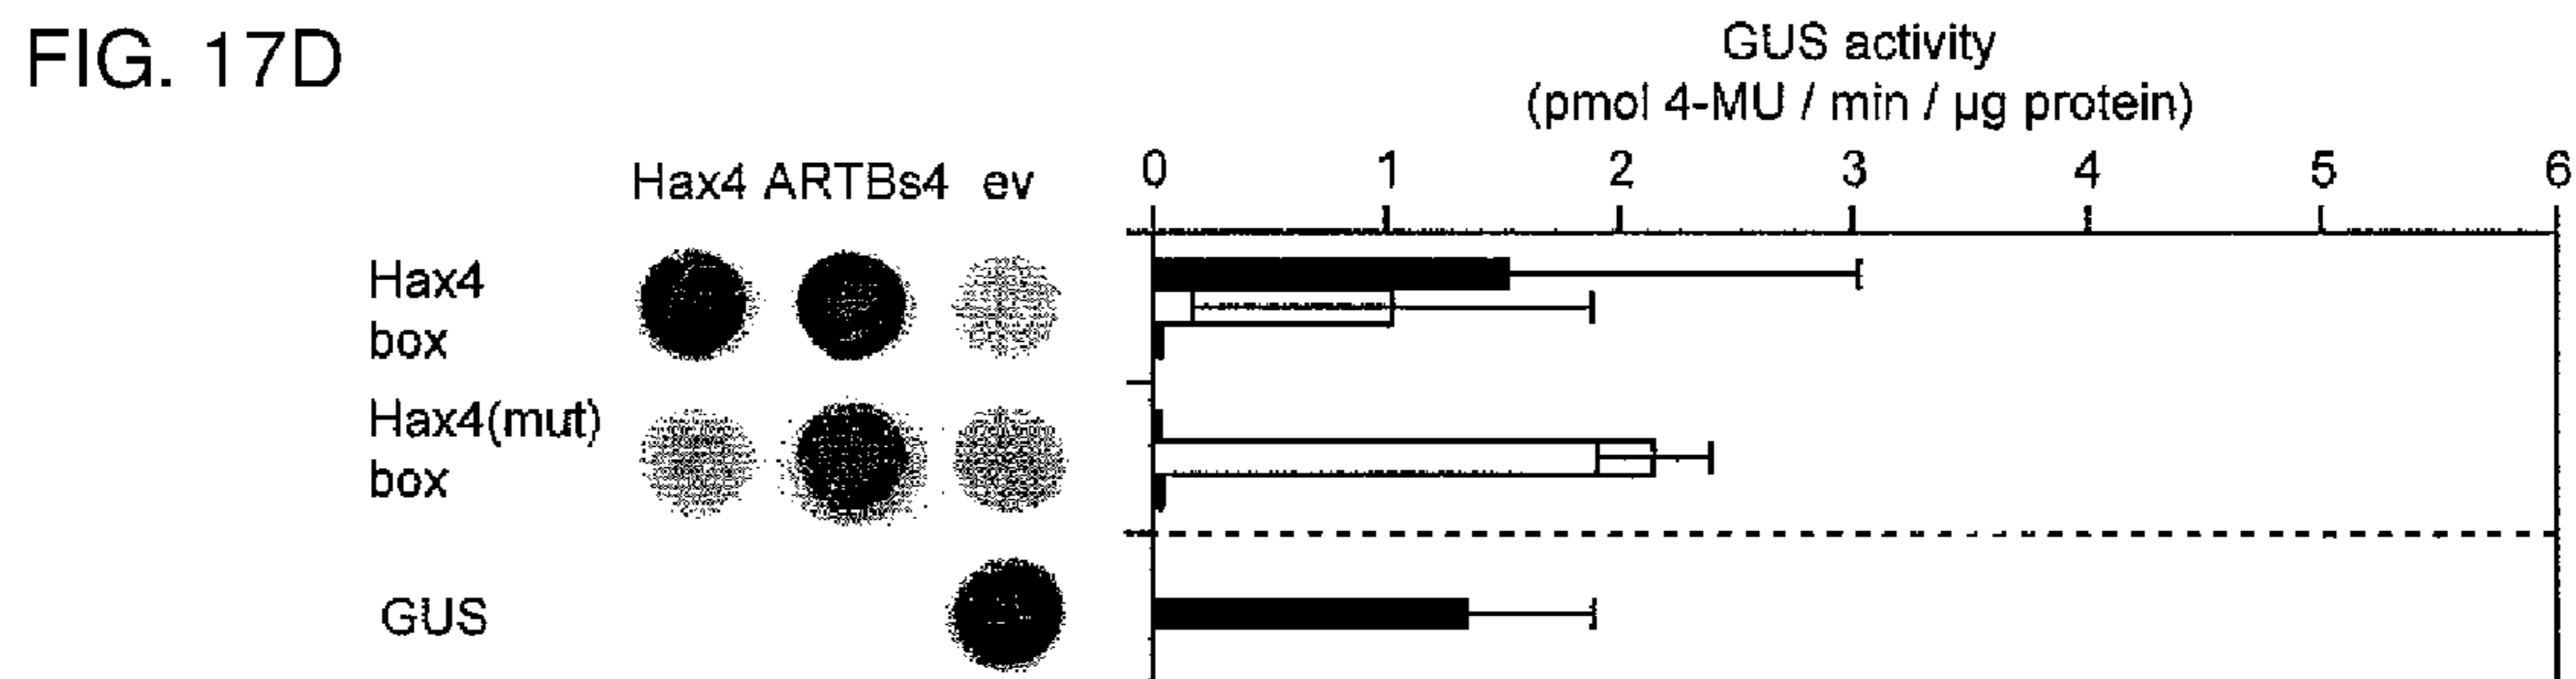 FIG. 17D
GUS activity
(pmol 4-MU / min / µg protein)
Hax4 ARTBs4 ev
0 1 2 3 4 5 6
Hax4
box
Hax4(mut)
box
GUS